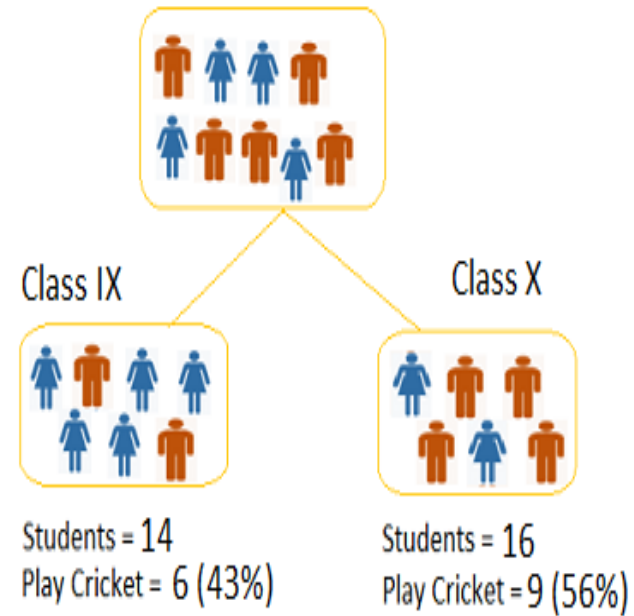 Class IX
Class X
Students = 14
Play Cricket = 6 (43%)
Students = 16
Play Cricket = 9 (56%)